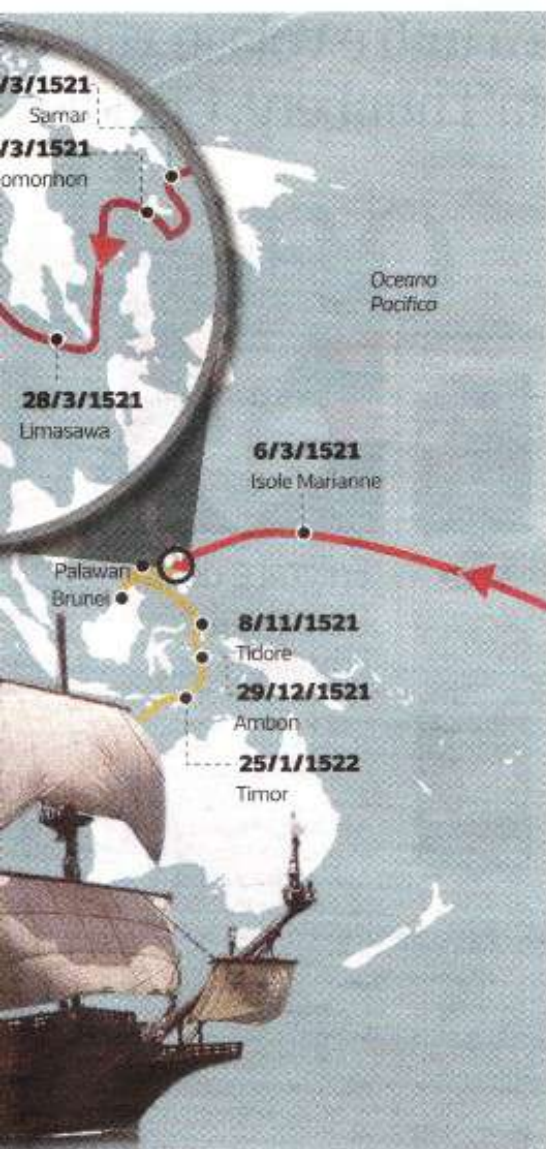 /3/1521
Samar
/3/1521
omonhon
28/3/1521
Limasawa
Oceano
Pacifico
6/3/1521
Isole Marianne
Palawan
Brunei
8/11/1521
Tidore
29/12/1521
Ambon
25/1/1522
Timor